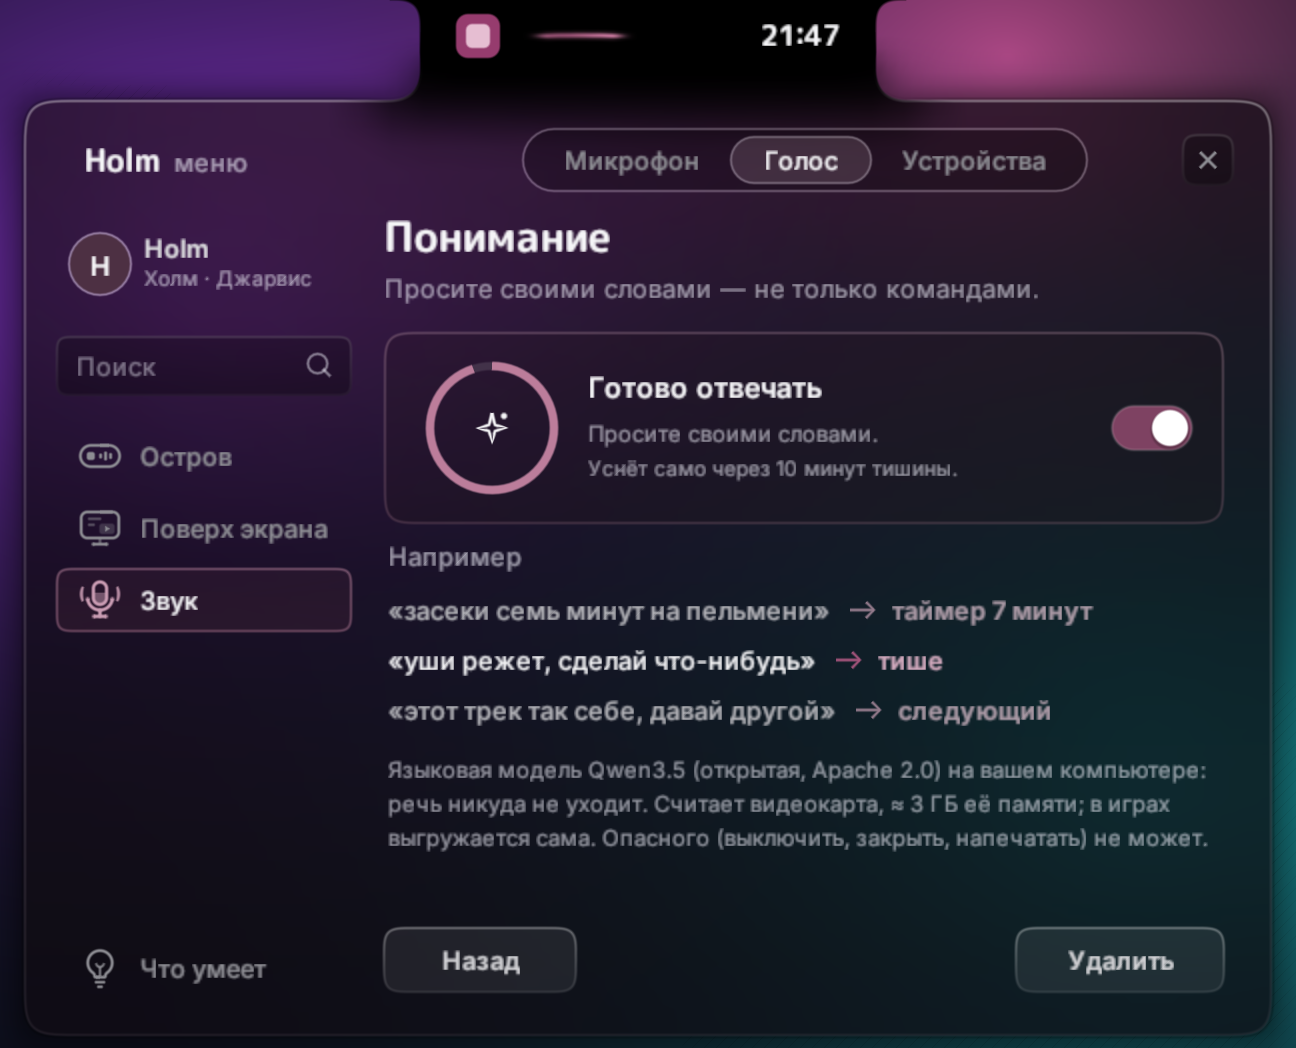 21:47
Holm меню
Микрофон Голос Устройства
H
Holm
Холм · Джарвис
Поиск
Остров
Поверх экрана
Звук
Что умеет
Понимание
Просите своими словами — не только командами.
Готово отвечать
Просите своими словами.
Уснёт само через 10 минут тишины.
Например
«засеки семь минут на пельмени» → таймер 7 минут
«уши режет, сделай что-нибудь» → тише
«этот трек так себе, давай другой» → следующий
Языковая модель Qwen3.5 (открытая, Apache 2.0) на вашем компьютере:
речь никуда не уходит. Считает видеокарта, ≈ 3 ГБ её памяти; в играх
выгружается сама. Опасного (выключить, закрыть, напечатать) не может.
Назад
Удалить